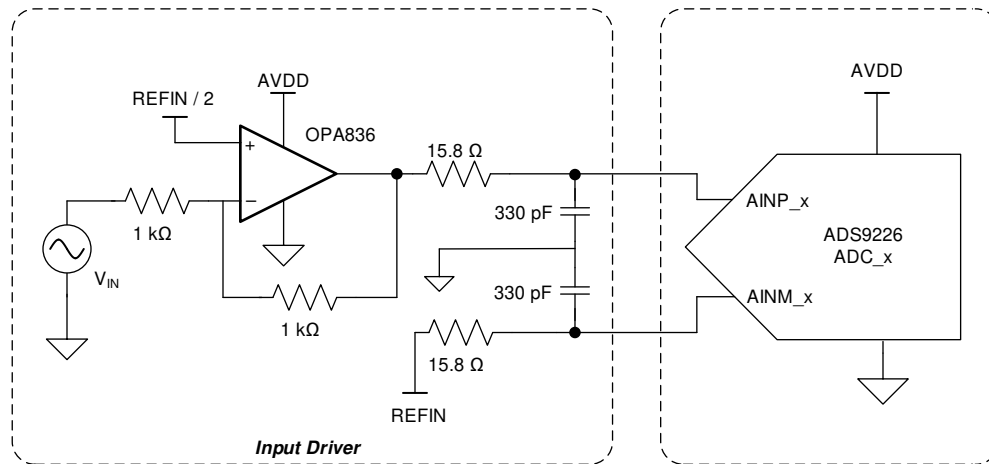 AVDD
AVDD
REFIN / 2
OPA836
15.8 Ω
+
−
AINP_x
330 pF
1 kΩ
ADS9226
ADC_x
VIN
330 pF
AINM_x
1 kΩ
15.8 Ω
REFIN
Input Driver